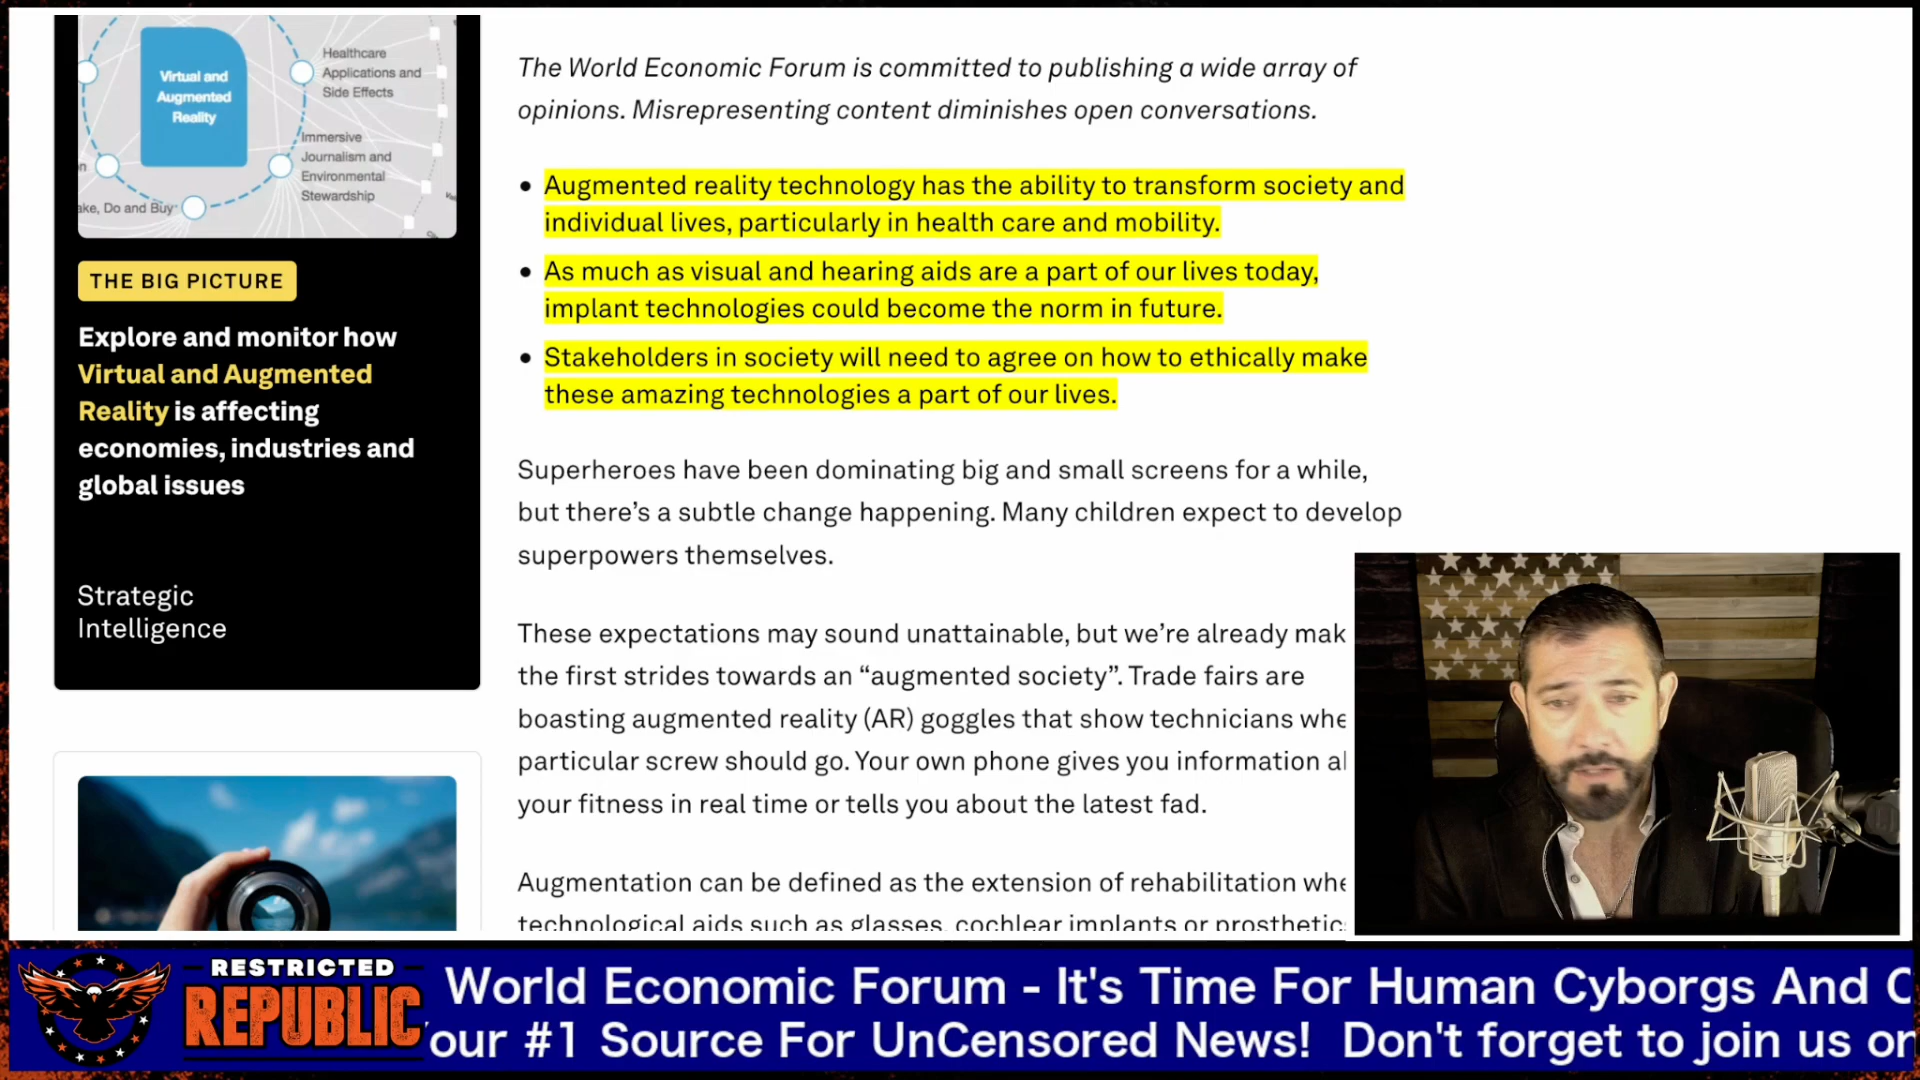 Virtual and
Augmented
Reality
Healthcare
Applications and
Side Effects
Immersive
Journalism and
Environmental
Stewardship
ake, Do and Buy
THE BIG PICTURE
Explore and monitor how
Virtual and Augmented
Reality is affecting
economies, industries and
global issues
Strategic
Intelligence
The World Economic Forum is committed to publishing a wide array of
opinions. Misrepresenting content diminishes open conversations.
• Augmented reality technology has the ability to transform society and
individual lives, particularly in health care and mobility.
• As much as visual and hearing aids are a part of our lives today,
implant technologies could become the norm in future.
• Stakeholders in society will need to agree on how to ethically make
these amazing technologies a part of our lives.
Superheroes have been dominating big and small screens for a while,
but there's a subtle change happening. Many children expect to develop
superpowers themselves.
These expectations may sound unattainable, but we're already mak
the first strides towards an “augmented society”. Trade fairs are
boasting augmented reality (AR) goggles that show technicians whe
particular screw should go. Your own phone gives you information al
your fitness in real time or tells you about the latest fad.
Augmentation can be defined as the extension of rehabilitation whe
technological aids such as glasses, cochlear implants or prosthetic
RESTRICTED
REPUBLIC
World Economic Forum - It's Time For Human Cyborgs And C
our #1 Source For UnCensored News! Don't forget to join us on